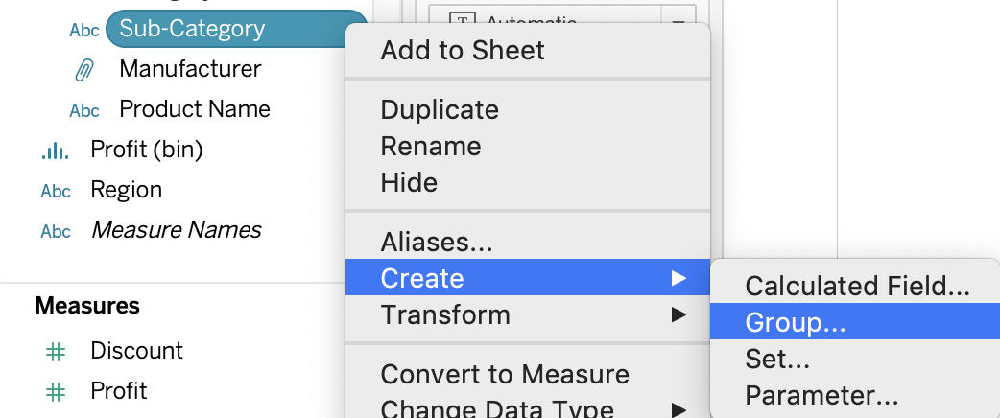 Abc Sub-Category
Manufacturer
Abc Product Name
Profit (bin)
Abc Region
Abc Measure Names
Measures
Discount
Profit
Automatic
Add to Sheet
Duplicate
Rename
Hide
Aliases...
Create
Transform
Convert to Measure
Change Data Type
Calculated Field...
Group...
Set...
Parameter...